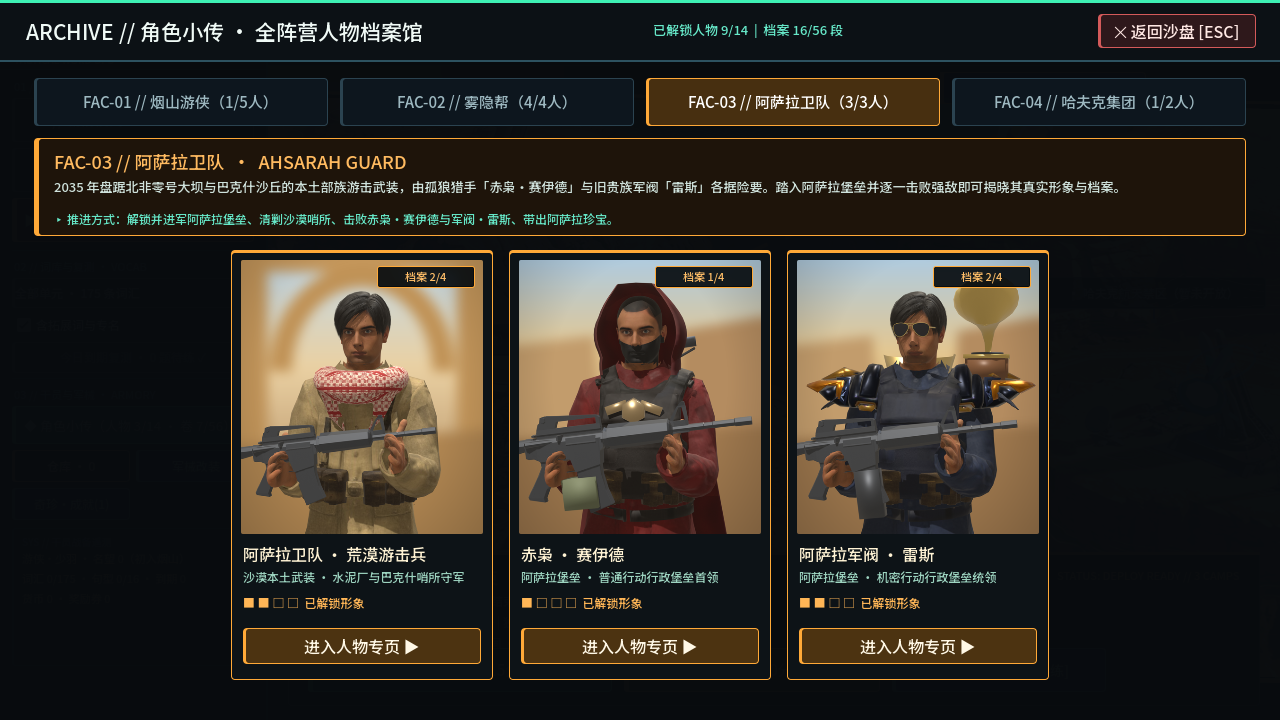 ARCHIVE // 角色小传 · 全阵营人物档案馆
已解锁人物 9/14 | 档案 16/56 段
× 返回沙盘 [ESC]
FAC-01 // 烟山游侠（1/5人）
FAC-02 // 雾隐帮（4/4人）
FAC-03 // 阿萨拉卫队（3/3人）
FAC-04 // 哈夫克集团（1/2人）
FAC-03 // 阿萨拉卫队 · AHSARAH GUARD
2035 年盘踞北非零号大坝与巴克什沙丘的本土部族游击武装，由孤狼猎手「赤枭·赛伊德」与旧贵族军阀「雷斯」各据险要。踏入阿萨拉堡垒并逐一击败强敌即可揭晓其真实形象与档案。
▸ 推进方式：解锁并进军阿萨拉堡垒、清剿沙漠哨所、击败赤枭·赛伊德与军阀·雷斯、带出阿萨拉珍宝。
档案 2/4
阿萨拉卫队 · 荒漠游击兵
沙漠本土武装 · 水泥厂与巴克什哨所守军
■■□□ 已解锁形象
进入人物专页 ▶
档案 1/4
赤枭 · 赛伊德
阿萨拉堡垒 · 普通行动行政堡垒首领
■□□□ 已解锁形象
进入人物专页 ▶
档案 2/4
阿萨拉军阀 · 雷斯
阿萨拉堡垒 · 机密行动行政堡垒统领
■■□□ 已解锁形象
进入人物专页 ▶